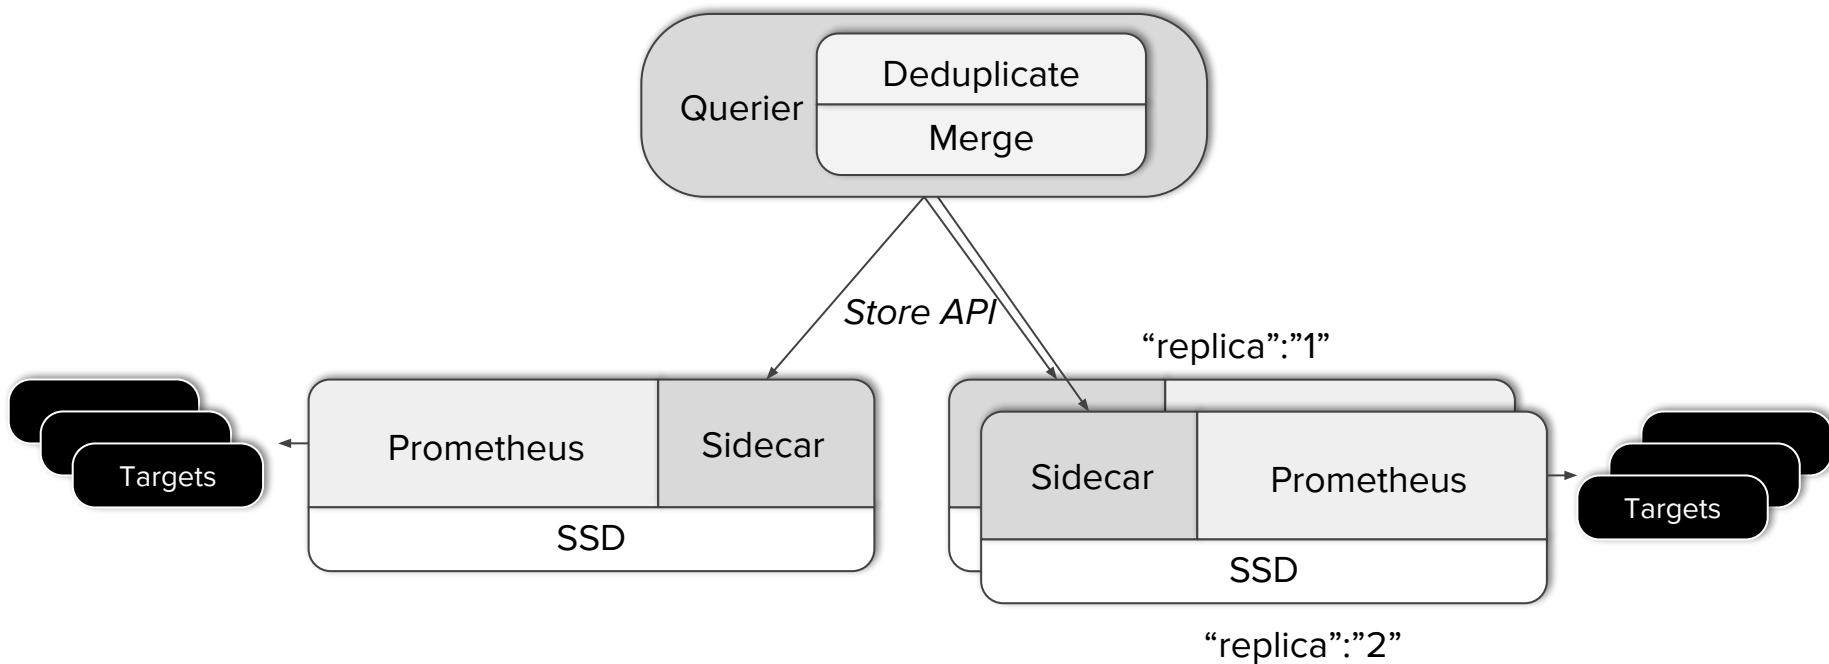 Querier
Deduplicate
Merge
Store API
“replica”:”1”
Targets
Prometheus
Sidecar
SSD
Sidecar
Prometheus
SSD
Targets
“replica”:”2”